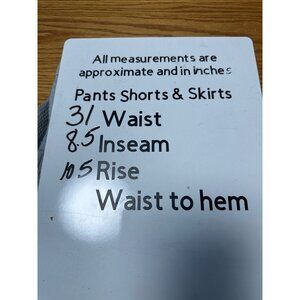 All measurements are
approximate and in inches
Pants Shorts & Skirts
31 Waist
8.5 Inseam
10.5 Rise
Waist to hem